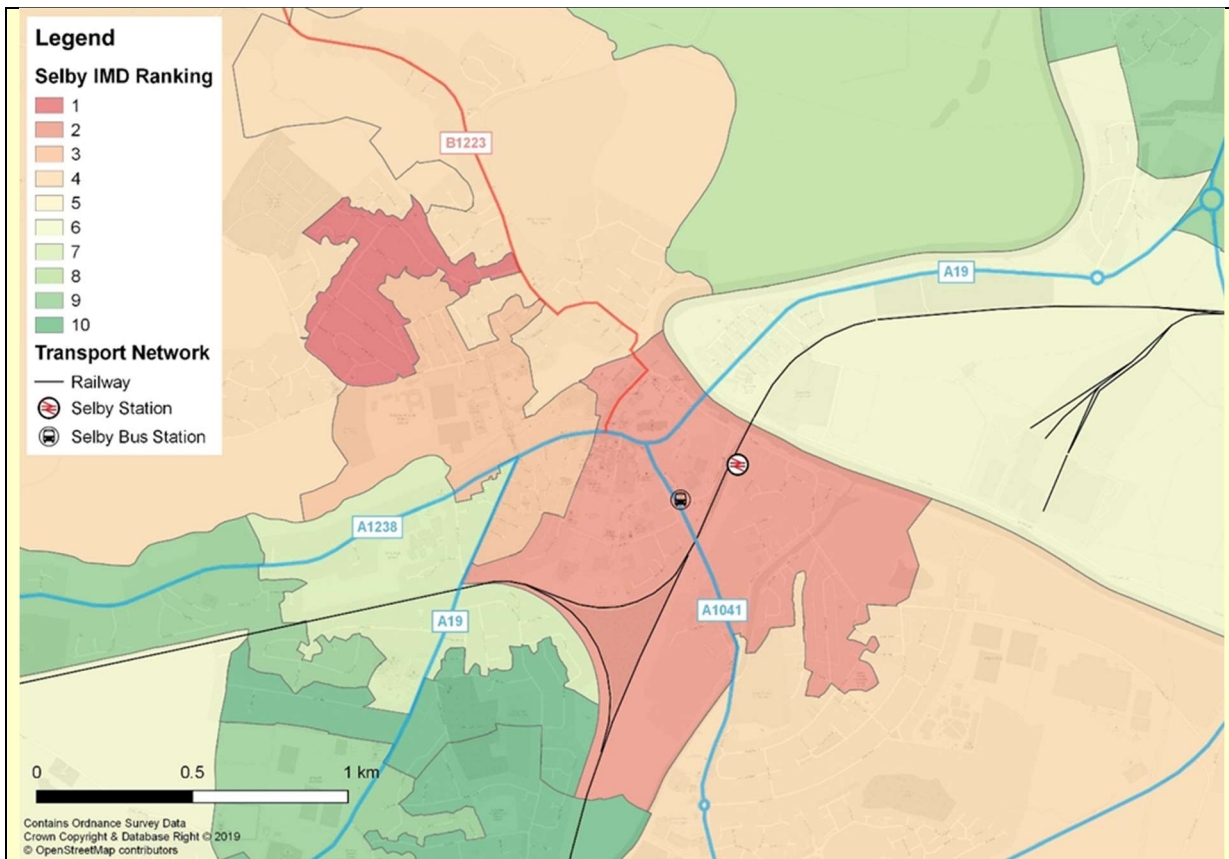 Legend
Selby IMD Ranking
1
2
3
4
5
6
7
8
9
10
Transport Network
Railway
Selby Station
Selby Bus Station
B1223
A19
A1238
A19
A1041
0 0.5 1 km
Contains Ordnance Survey Data
Crown Copyright & Database Right © 2019
© OpenStreetMap contributors